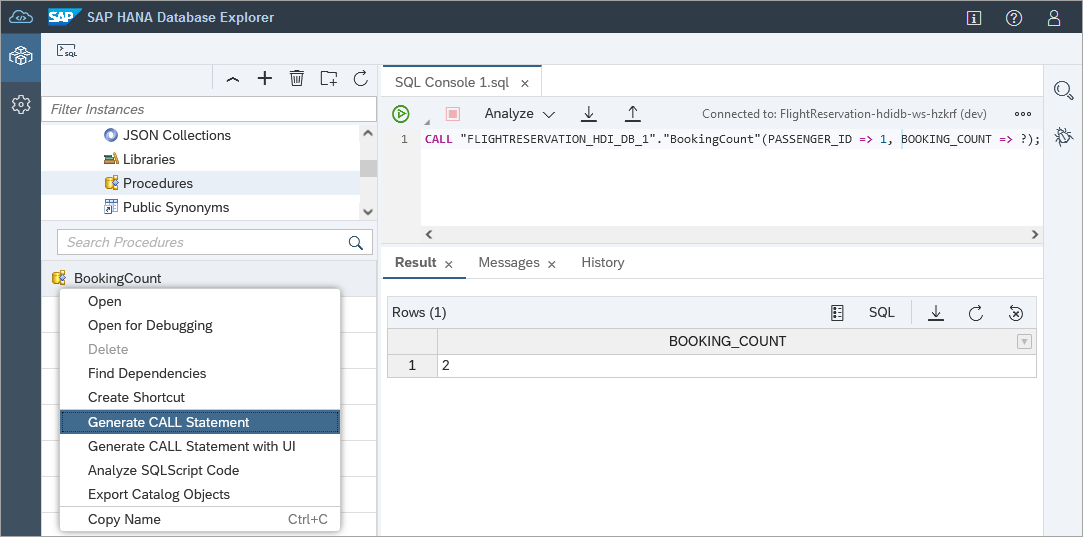 SAP SAP HANA Database Explorer
SQL
Filter Instances
JSON Collections
Libraries
Procedures
Public Synonyms
Search Procedures
BookingCount
Open
Open for Debugging
Delete
Find Dependencies
Create Shortcut
Generate CALL Statement
Generate CALL Statement with UI
Analyze SQLScript Code
Export Catalog Objects
Copy Name Ctrl+C
SQL Console 1.sql ×
Analyze Connected to: FlightReservation-hdidb-ws-hzkrf (dev)
1 CALL "FLIGHTRESERVATION_HDI_DB_1"."BookingCount"(PASSENGER_ID => 1, BOOKING_COUNT => ?);
Result × Messages × History
Rows (1) SQL
BOOKING_COUNT
1 2